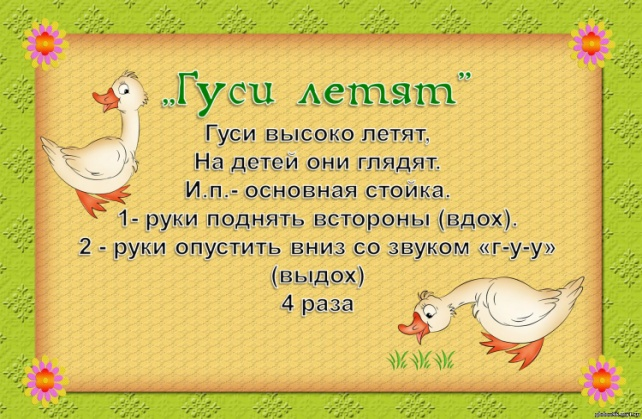 „Гуси летят”
Гуси высоко летят,
На детей они глядят.
И.п.- основная стойка.
1- руки поднять встороны (вдох).
2 - руки опустить вниз со звуком «г-у-у»
(выдох)
4 раза